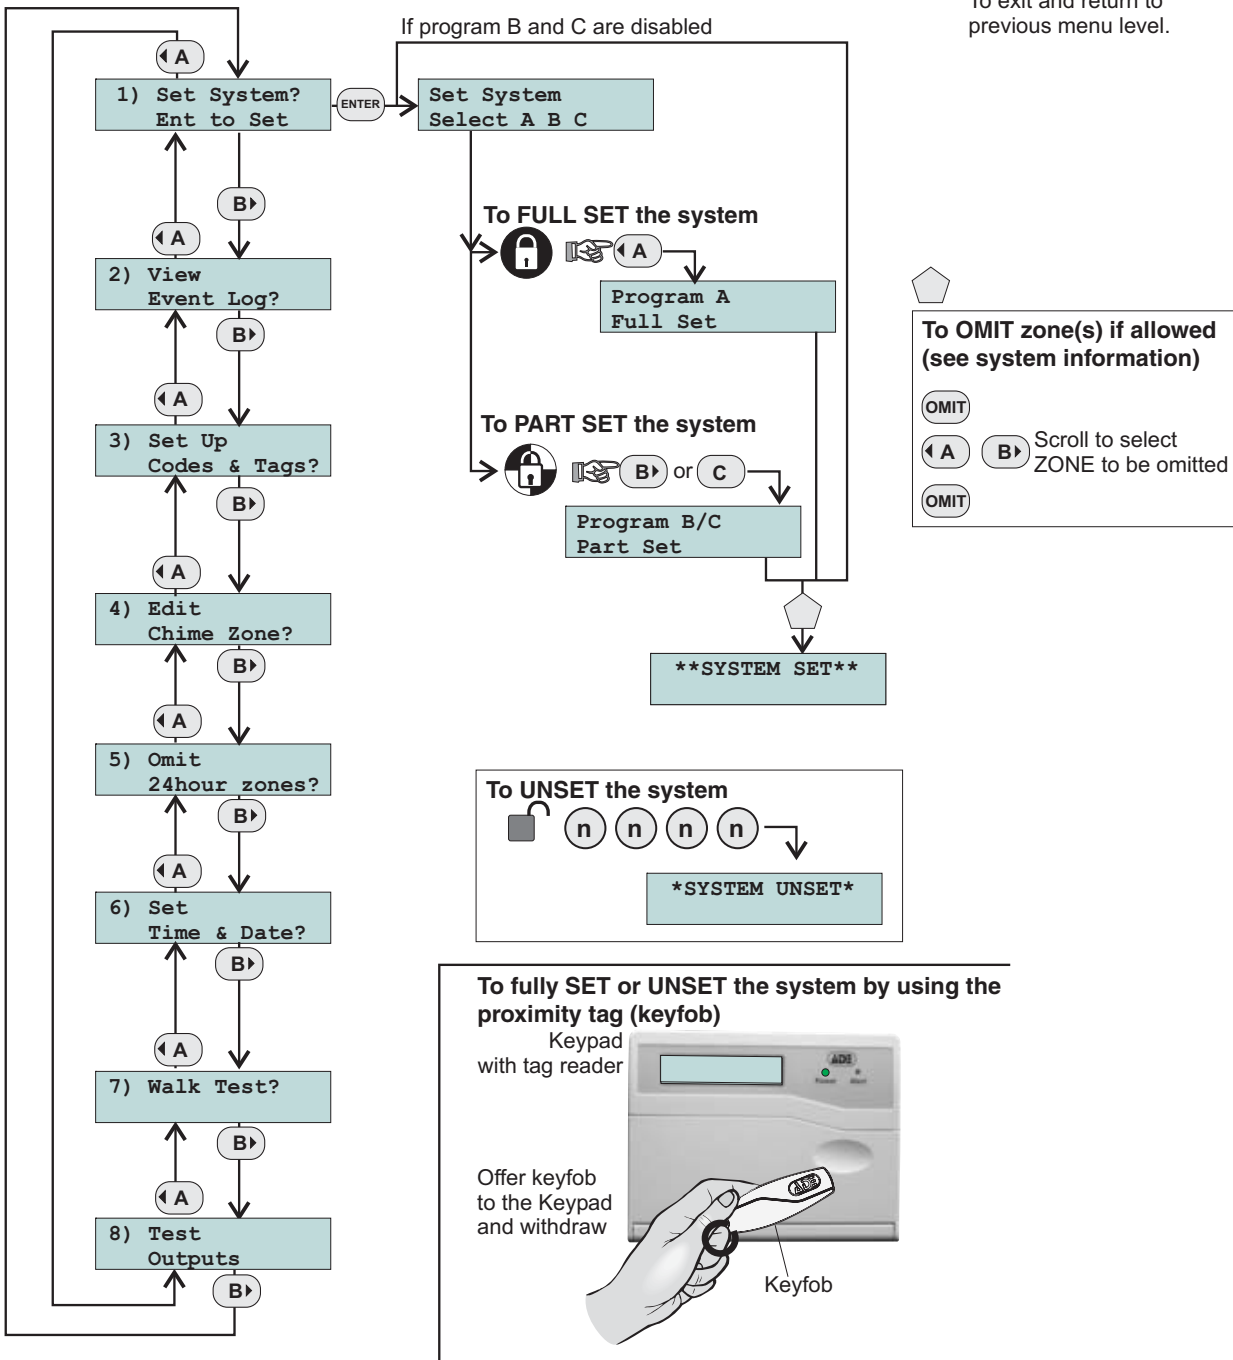 To exit and return to
previous menu level.
If program B and C are disabled
A
1) Set System?
Ent to Set
ENTER
Set System
Select A B C
B
A
To FULL SET the system
A
Program A
Full Set
2) View
Event Log?
B
A
To OMIT zone(s) if allowed
(see system information)
OMIT
A B Scroll to select
ZONE to be omitted
OMIT
3) Set Up
Codes & Tags?
B
A
To PART SET the system
B or C
Program B/C
Part Set
4) Edit
Chime Zone?
B
A
**SYSTEM SET**
5) Omit
24hour zones?
B
A
To UNSET the system
n n n n
*SYSTEM UNSET*
6) Set
Time & Date?
B
A
To fully SET or UNSET the system by using the
proximity tag (keyfob)
Keypad
with tag reader
ADE
Power Alert
7) Walk Test?
B
A
Offer keyfob
to the Keypad
and withdraw
ADE
Keyfob
8) Test
Outputs
B